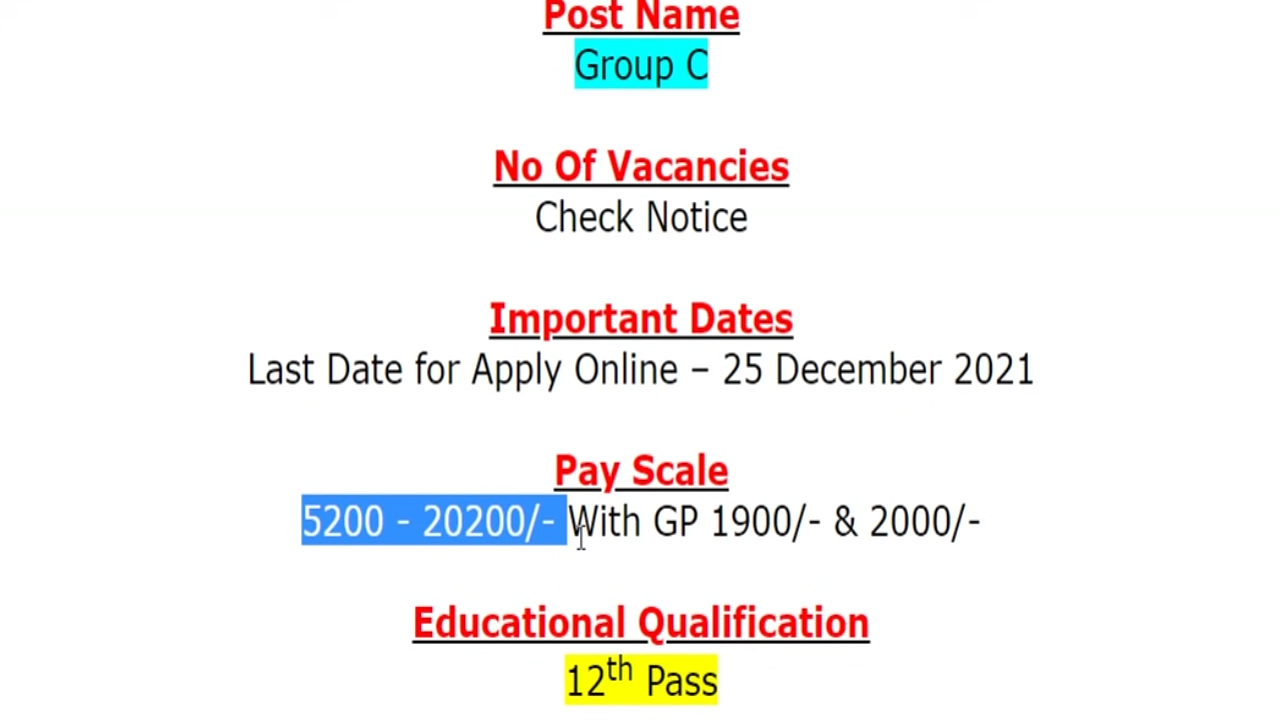 Post Name
Group C
No Of Vacancies
Check Notice
Important Dates
Last Date for Apply Online – 25 December 2021
Pay Scale
5200 - 20200/- With GP 1900/- & 2000/-
Educational Qualification
12th Pass